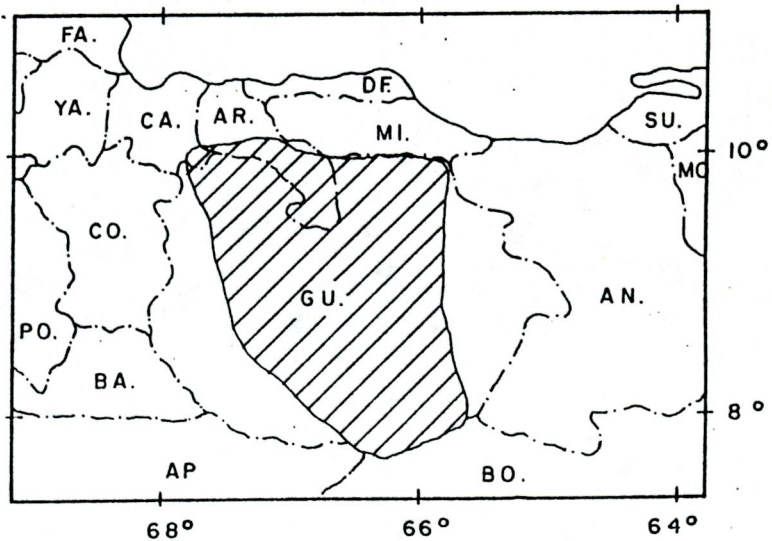 FA.
DF.
YA.
CA.
AR.
MI.
SU.
10°
MO
CO.
GU.
AN.
PO.
BA.
8°
AP
BO.
68° 66° 64°